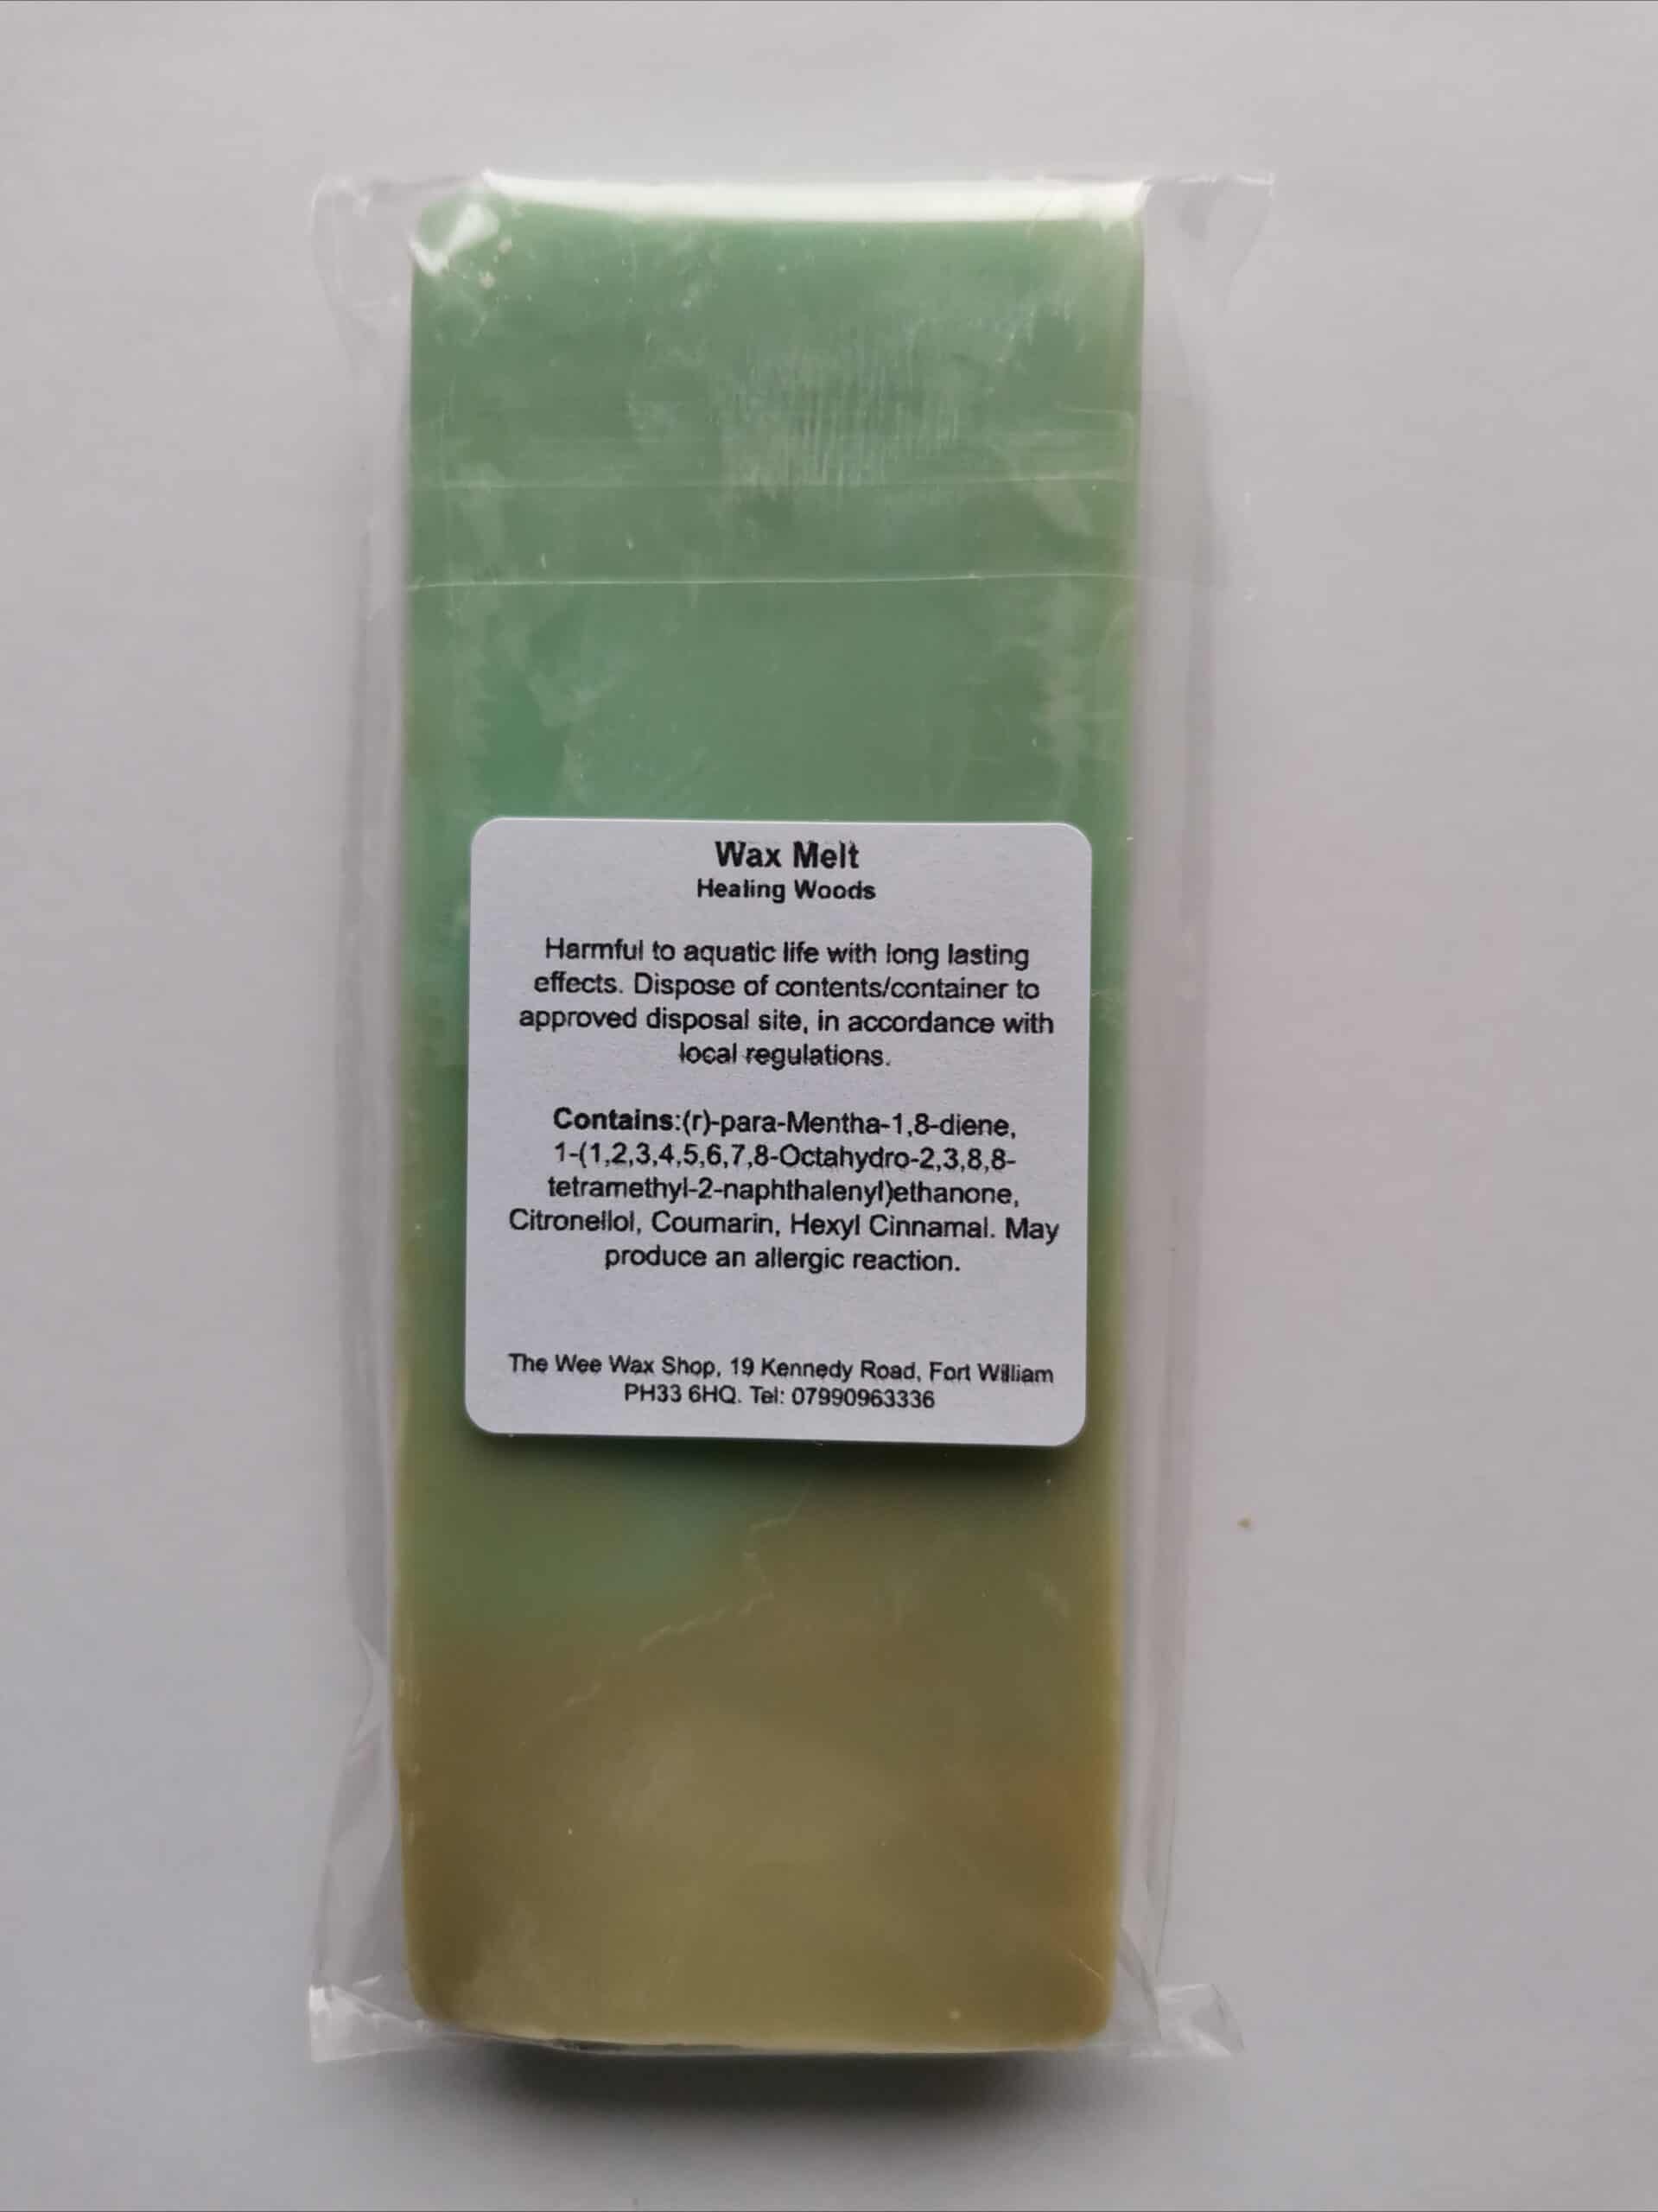 Wax Melt
Healing Woods
Harmful to aquatic life with long lasting
effects. Dispose of contents/container to
approved disposal site, in accordance with
local regulations.
Contains:(r)-para-Mentha-1,8-diene,
1-(1,2,3,4,5,6,7,8-Octahydro-2,3,8,8-
tetramethyl-2-naphthalenyl)ethanone,
Citronellol, Coumarin, Hexyl Cinnamal. May
produce an allergic reaction.
The Wee Wax Shop, 19 Kennedy Road, Fort William
PH33 6HQ. Tel: 07990963336